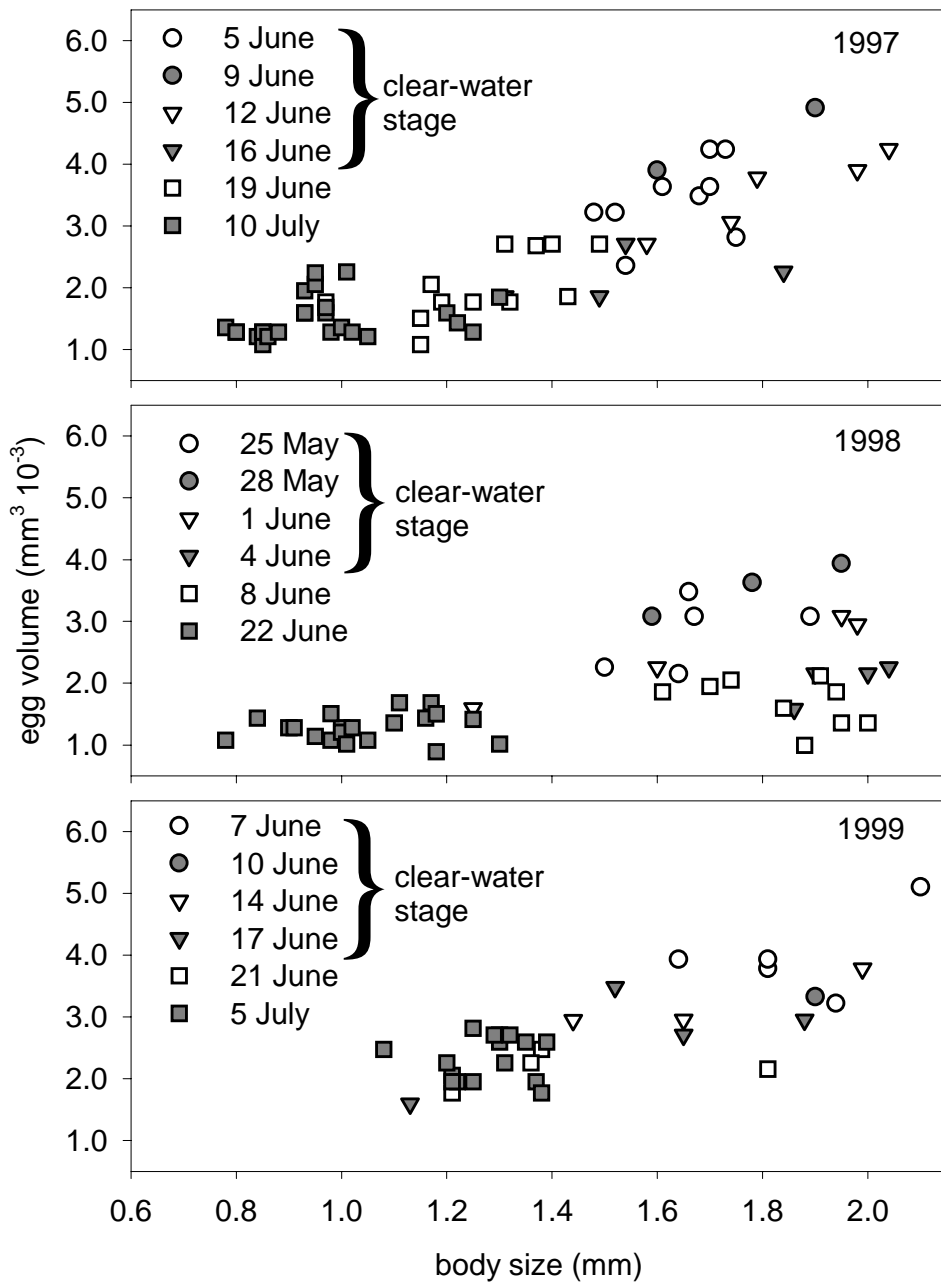 6.0
5.0
4.0
3.0
2.0
1.0
5 June
9 June
12 June
16 June
19 June
10 July
clear-water
stage
1997
6.0
5.0
4.0
3.0
2.0
1.0
25 May
28 May
1 June
4 June
8 June
22 June
clear-water
stage
1998
egg volume (mm³ 10⁻³)
6.0
5.0
4.0
3.0
2.0
1.0
7 June
10 June
14 June
17 June
21 June
5 July
clear-water
stage
1999
0.6 0.8 1.0 1.2 1.4 1.6 1.8 2.0
body size (mm)